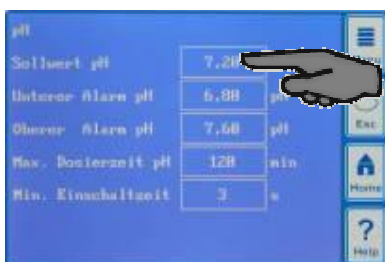 pH
Sollwert pH 7,20
Unterer Alarm pH 6,80 pH
Oberer Alarm pH 7,60 pH
Max. Dosierzeit pH 120 min
Min. Einschaltzeit 3 s
Esc
Home
Help